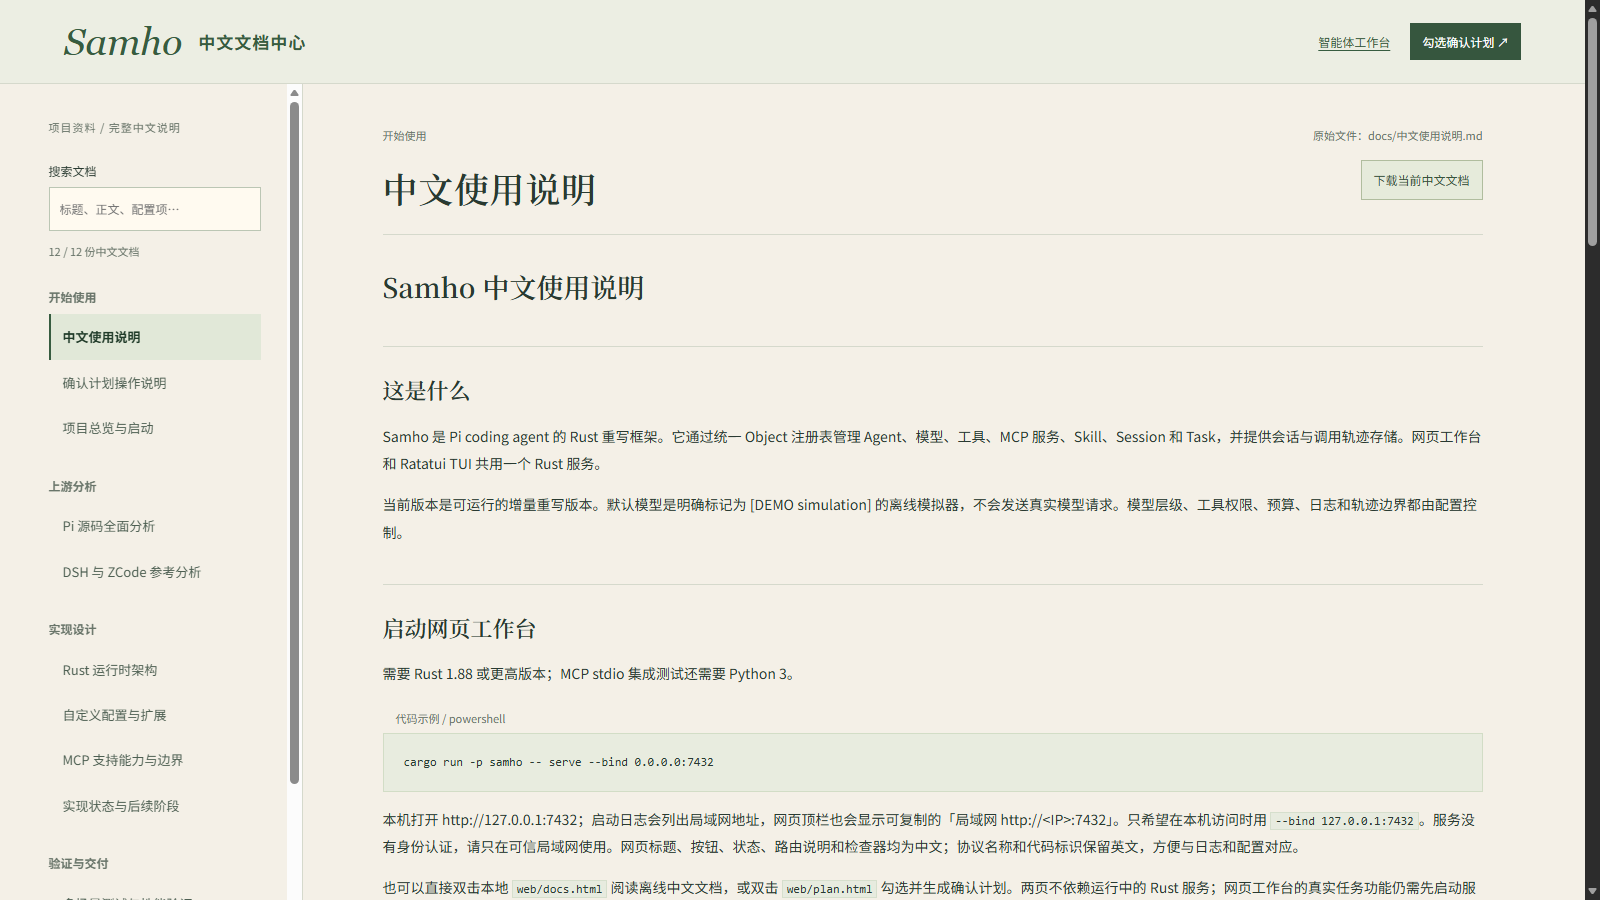 Samho 中文文档中心
智能体工作台
勾选确认计划 ↗
项目资料 / 完整中文说明
搜索文档
标题、正文、配置项…
12 / 12 份中文文档
开始使用
中文使用说明
确认计划操作说明
项目总览与启动
上游分析
Pi 源码全面分析
DSH 与 ZCode 参考分析
实现设计
Rust 运行时架构
自定义配置与扩展
MCP 支持能力与边界
实现状态与后续阶段
验证与交付
开始使用
原始文件：docs/中文使用说明.md
中文使用说明
下载当前中文文档
Samho 中文使用说明
这是什么
Samho 是 Pi coding agent 的 Rust 重写框架。它通过统一 Object 注册表管理 Agent、模型、工具、MCP 服务、Skill、Session 和 Task，并提供会话与调用轨迹存储。网页工作台
和 Ratatui TUI 共用一个 Rust 服务。
当前版本是可运行的增量重写版本。默认模型是明确标记为 [DEMO simulation] 的离线模拟器，不会发送真实模型请求。模型层级、工具权限、预算、日志和轨迹边界都由配置控
制。
启动网页工作台
需要 Rust 1.88 或更高版本；MCP stdio 集成测试还需要 Python 3。
代码示例 / powershell
cargo run -p samho -- serve --bind 0.0.0.0:7432
本机打开 http://127.0.0.1:7432；启动日志会列出局域网地址，网页顶栏也会显示可复制的「局域网 http://<IP>:7432」。只希望在本机访问时用 --bind 127.0.0.1:7432 。服务没
有身份认证，请只在可信局域网使用。网页标题、按钮、状态、路由说明和检查器均为中文；协议名称和代码标识保留英文，方便与日志和配置对应。
也可以直接双击本地 web/docs.html 阅读离线中文文档，或双击 web/plan.html 勾选并生成确认计划。两页不依赖运行中的 Rust 服务；网页工作台的真实任务功能仍需先启动服